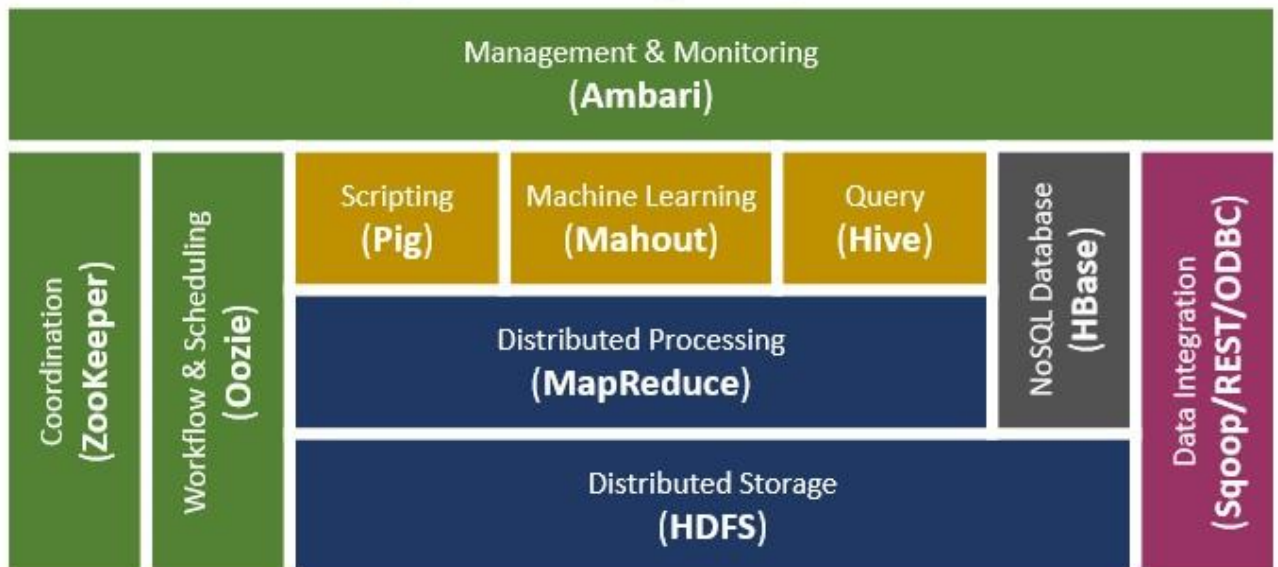 Management & Monitoring
(Ambari)
Coordination
(ZooKeeper)
Workflow & Scheduling
(Oozie)
Scripting
(Pig)
Machine Learning
(Mahout)
Query
(Hive)
Distributed Processing
(MapReduce)
Distributed Storage
(HDFS)
NoSQL Database
(HBase)
Data Integration
(Sqoop/REST/ODBC)